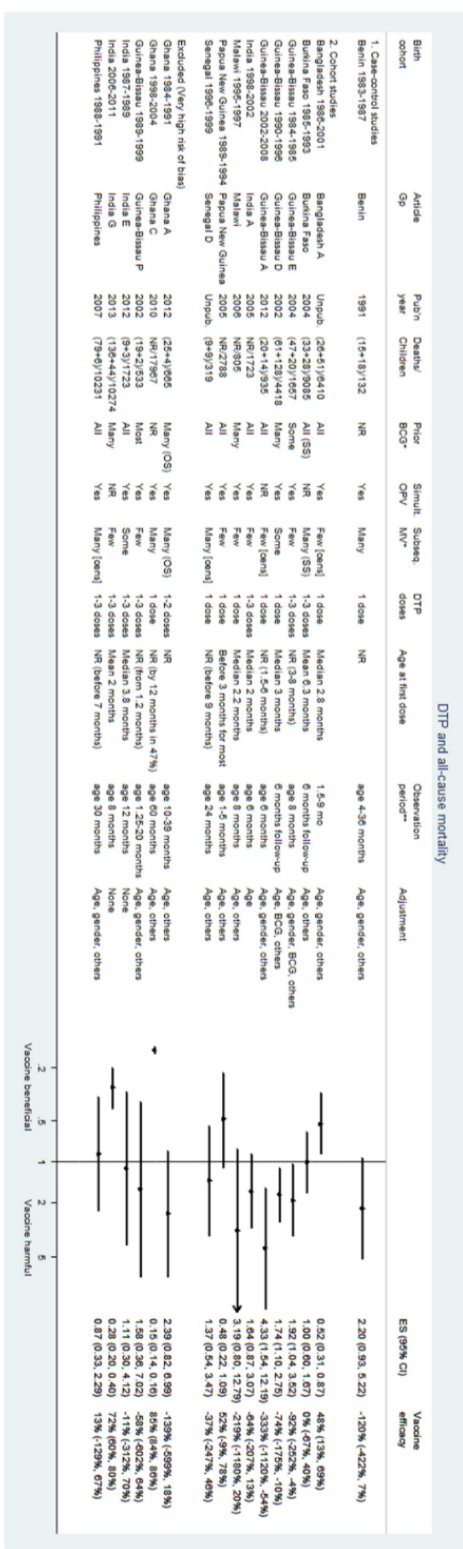 DTP and all-cause mortality
Birth cohort Article Gp Pub'n year Deaths/ Children Prior BCG* Simult. OPV Subseq. MV* DTP doses Age at first dose Observation period** Adjustment ES (95% CI) Vaccine efficacy
1. Case-control studies
Benin 1983-1987 Benin 1991 (15+18)/132 NR Yes Many 1 dose NR age 4-36 months Age, gender, others 2.20 (0.93, 5.22) -120% (-422%, 7%)
2. Cohort studies
Bangladesh 1986-2001 Bangladesh A Unpub. (26+51)/6410 All Yes Few [cens] 1 dose Median 2.8 months 1.5-9 mo Age, gender, others 0.52 (0.31, 0.87) 48% (13%, 69%)
Burkina Faso 1985-1993 Burkina Faso 2004 (33+28)/9085 All (SS) NR Many (SS) 1-3 doses Mean 6.3 months 6 months follow-up Age, others 1.00 (0.60, 1.67) 0% (-67%, 40%)
Guinea-Bissau 1984-1985 Guinea-Bissau E 2004 (47+20)/1657 Some Yes Few 1-3 doses NR (3-8 months) age 8 months Age, gender, BCG, others 1.92 (1.04, 3.52) -92% (-252%, -4%)
Guinea-Bissau 1990-1996 Guinea-Bissau D 2002 (61+128)/4418 Many Yes Some 1 dose Median 3 months 6 months follow-up Age, BCG, others 1.74 (1.10, 2.75) -74% (-175%, -10%)
Guinea-Bissau 2002-2008 Guinea-Bissau A 2012 (20+14)/935 All NR Few [cens] 1 dose NR (1.5-6 months) age 6 months Age, gender, others 4.33 (1.54, 12.19) -333% (-1120%, -54%)
India 1998-2002 India A 2005 NR/1723 All Yes Few 1-3 doses Median 2 months age 6 months Age 1.64 (0.87, 3.07) -64% (-207%, 13%)
Malawi 1995-1997 Malawi 2006 NR/805 Many Yes Few 1 dose Median 2.2 months age 8 months Age, others 3.19 (0.80, 12.79) -219% (-1180%, 20%)
Papua New Guinea 1989-1994 Papua New Guinea 2005 NR/2788 All Yes Few 1 dose Before 3 months for most age 1-5 months Age, others 0.48 (0.22, 1.09) 52% (-9%, 78%)
Senegal 1996-1999 Senegal D Unpub. (9+9)/319 All Yes Many [cens] 1 dose NR (before 9 months) age 24 months Age, gender, others 1.37 (0.54, 3.47) -37% (-247%, 46%)
Excluded (Very high risk of bias)
Ghana 1984-1991 Ghana A 2012 (25+4)/665 Many (OS) Yes Many (OS) 1-2 doses NR age 10-39 months Age, others 2.39 (0.82, 6.99) -139% (-599%, 18%)
Ghana 1998-2004 Ghana C 2010 NR/17967 NR Yes Many 1 dose NR (by 12 months in 47%) age 60 months Age, others 0.15 (0.14, 0.16) 85% (84%, 86%)
Guinea-Bissau 1989-1999 Guinea-Bissau P 2002 (19+2)/533 Most Yes Few 1-3 doses NR (from 1.2 months) age 1.25-20 months Age, gender, others 1.58 (0.36, 7.02) -58% (-602%, 64%)
India 1987-1989 India E 2012 (9+3)/1723 All Yes Some 1-3 doses Median 3.8 months age 12 months None 1.11 (0.30, 4.12) -11% (-312%, 70%)
India 2006-2011 India G 2013 (196+44)/10274 Many NR Few 1-3 doses Mean 2 months age 8 months None 0.28 (0.20, 0.40) 72% (60%, 80%)
Philippines 1988-1991 Philippines 2007 (79+6)/10231 All Yes Many [cens] 1-3 doses NR (before 7 months) age 30 months Age, gender, others 0.87 (0.33, 2.29) 13% (-129%, 67%)
.2 .5 1 2 5
Vaccine beneficial Vaccine harmful